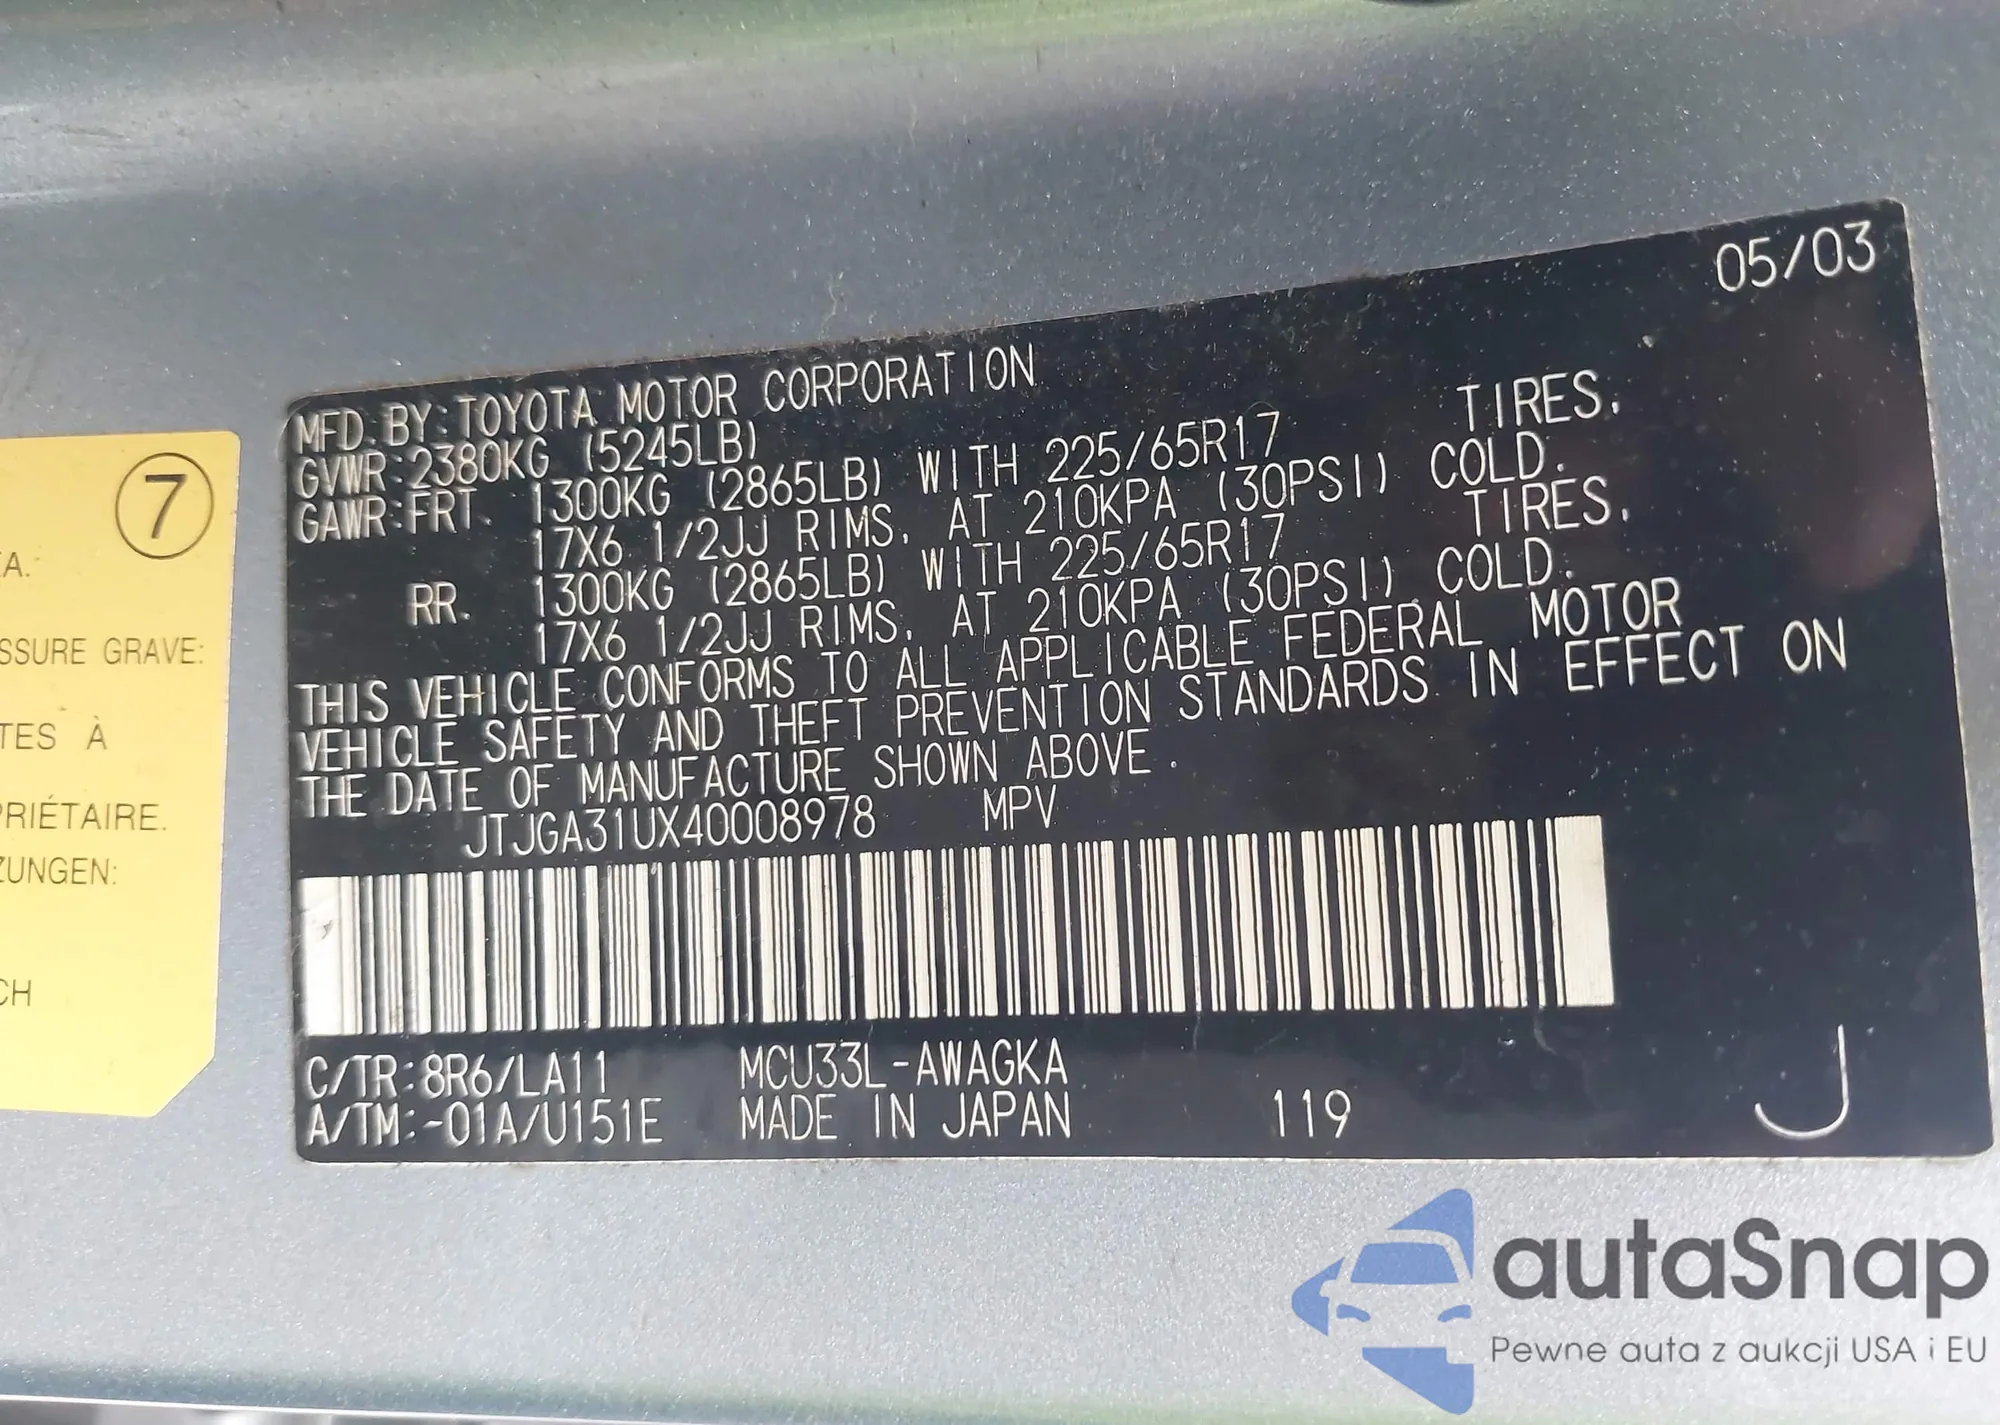 05/03
MFD. BY: TOYOTA MOTOR CORPORATION
GVWR: 2380KG (5245LB)
GAWR: FRT. 1300KG (2865LB) WITH 225/65R17 TIRES,
17X6 1/2JJ RIMS, AT 210KPA (30PSI) COLD.
RR. 1300KG (2865LB) WITH 225/65R17 TIRES,
17X6 1/2JJ RIMS, AT 210KPA (30PSI) COLD.
THIS VEHICLE CONFORMS TO ALL APPLICABLE FEDERAL MOTOR
VEHICLE SAFETY AND THEFT PREVENTION STANDARDS IN EFFECT ON
THE DATE OF MANUFACTURE SHOWN ABOVE.
JTJGA31UX40008978 MPV
C/TR: 8R6/LA11 MCU33L-AWAGKA
A/TM: -01A/U151E MADE IN JAPAN 119 J
7
A.
SSURE GRAVE:
TES À
PRIÉTAIRE.
ZUNGEN:
CH
autaSnap
Pewne auta z aukcji USA i EU